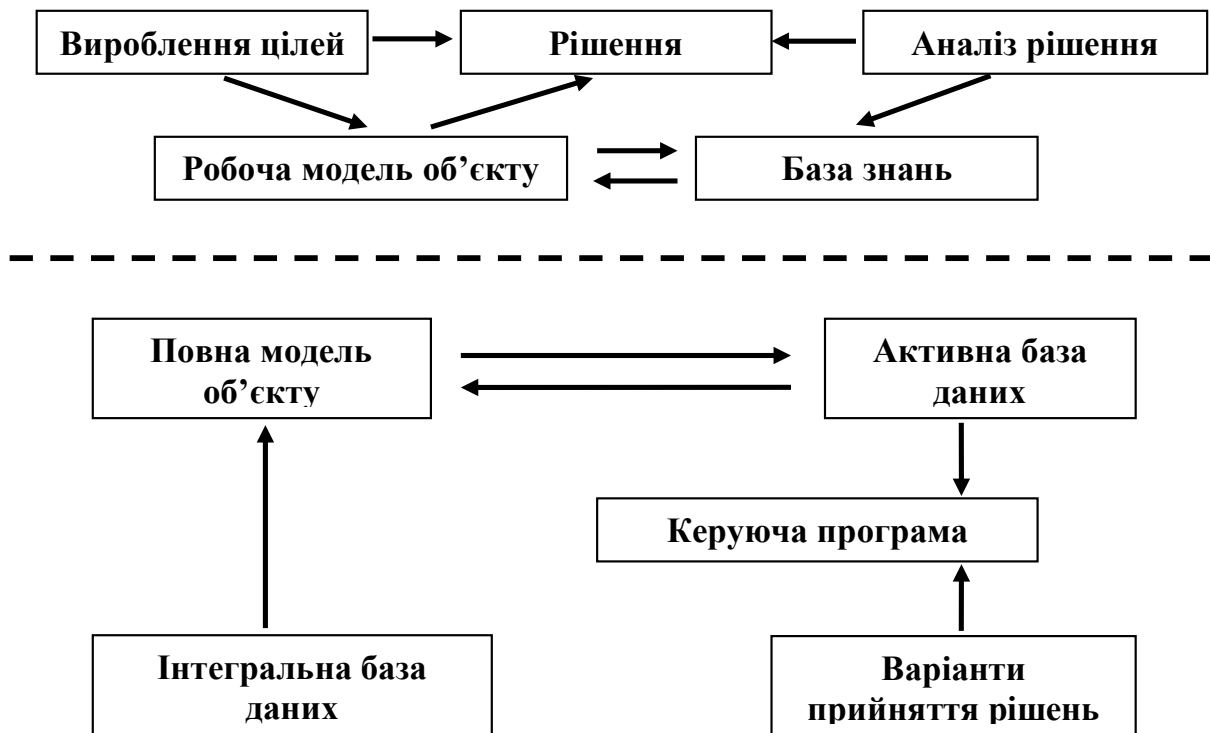 Вироблення цілей
Рішення
Аналіз рішення
Робоча модель об’єкту
База знань
Повна модель
об’єкту
Активна база
даних
Керуюча програма
Інтегральна база
даних
Варіанти
прийняття рішень